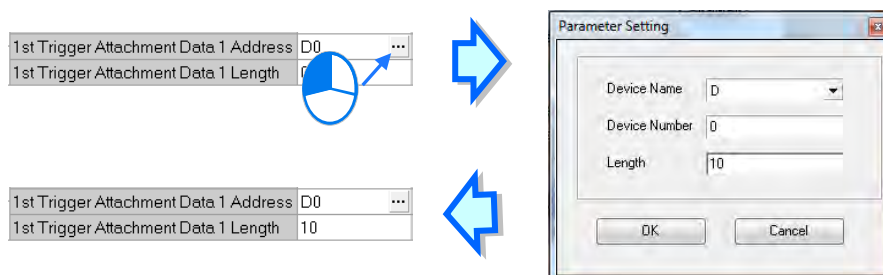 1st Trigger Attachment Data 1 Address D0 ...
1st Trigger Attachment Data 1 Length
Parameter Setting
Device Name D
Device Number 0
Length 10
OK Cancel
1st Trigger Attachment Data 1 Address D0 ...
1st Trigger Attachment Data 1 Length 10